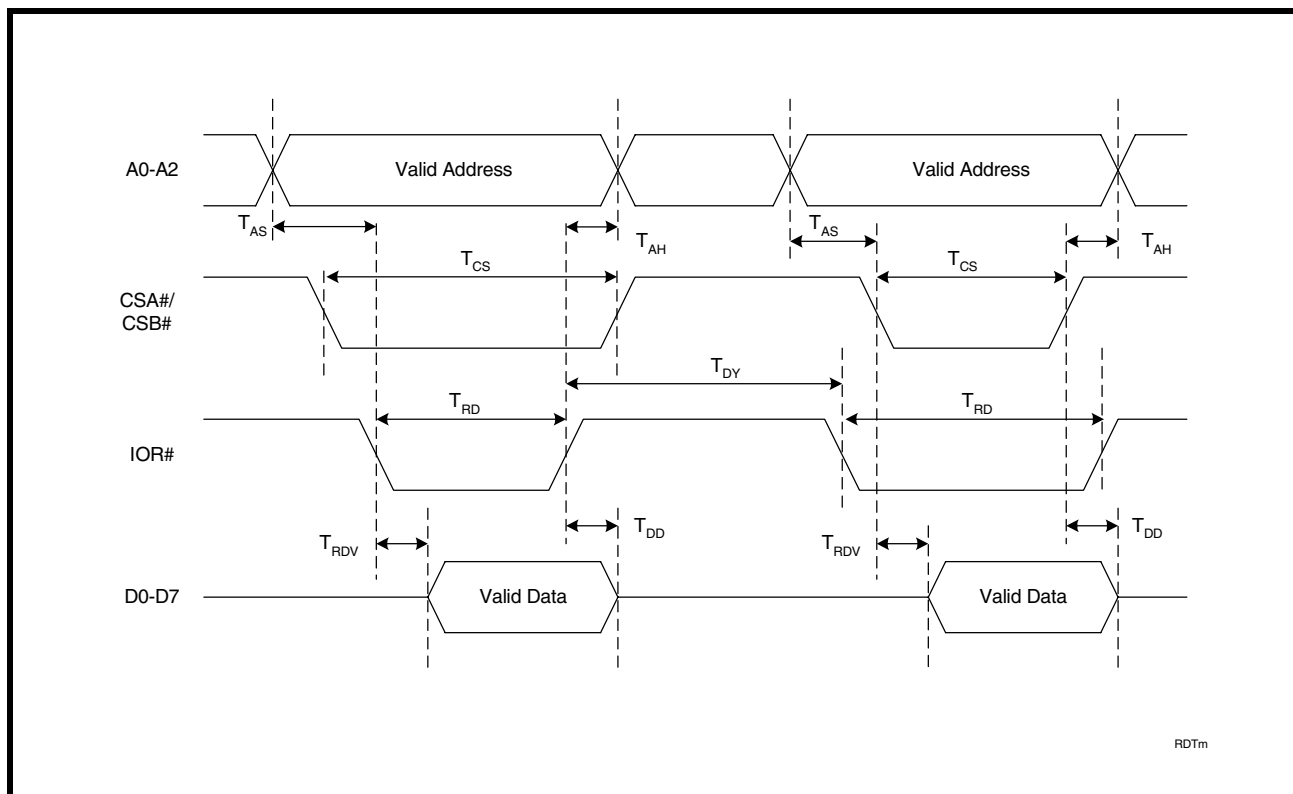 A0-A2
Valid Address
Valid Address
TAS
TAH
TAS
TAH
TCS
TCS
CSA#/
CSB#
TDY
TRD
TRD
IOR#
TRDV
TDD
TRDV
TDD
D0-D7
Valid Data
Valid Data
RDTm